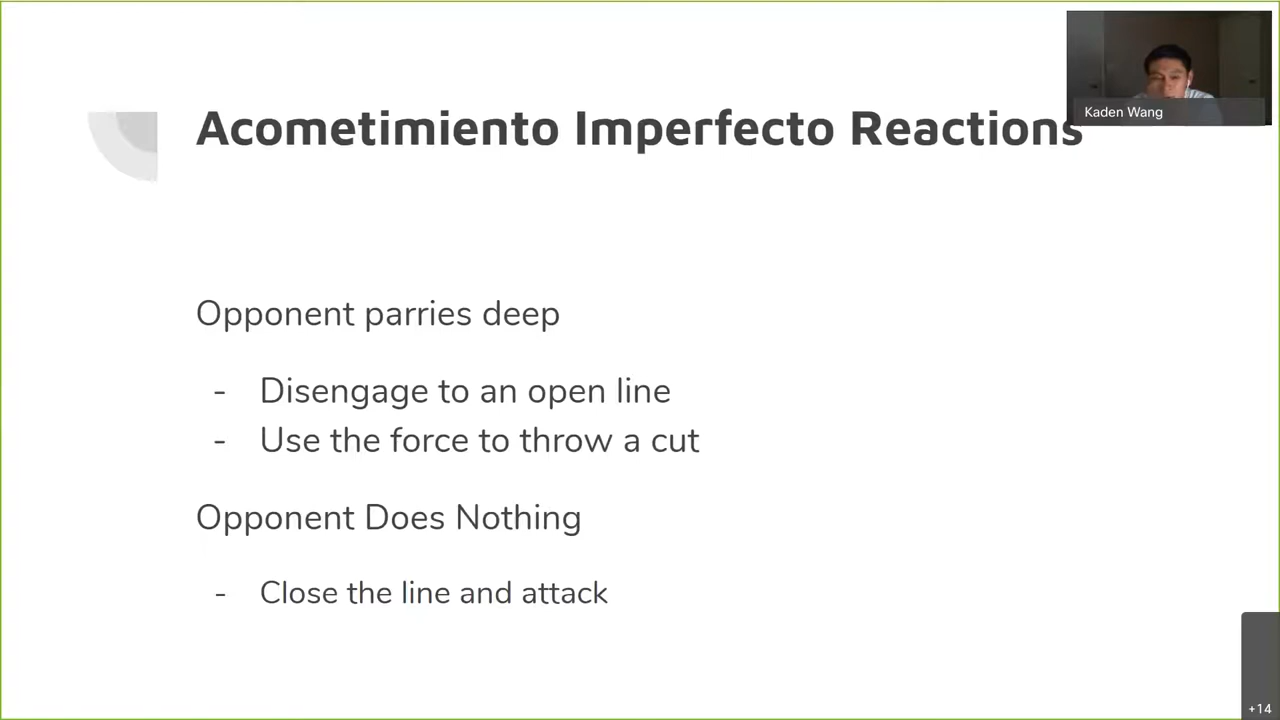 Acometimiento Imperfecto Reactions
Kaden Wang
Opponent parries deep
- Disengage to an open line
- Use the force to throw a cut
Opponent Does Nothing
- Close the line and attack
+14